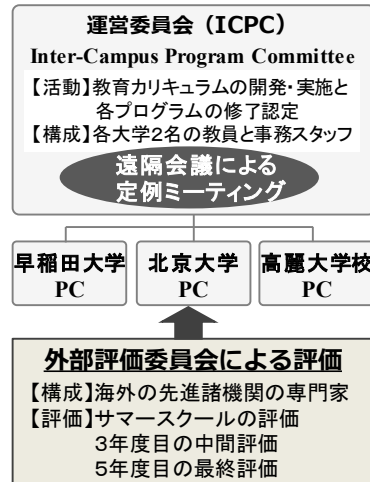 運営委員会（ICPC）
Inter-Campus Program Committee
【活動】教育カリキュラムの開発・実施と
各プログラムの修了認定
【構成】各大学2名の教員と事務スタッフ
遠隔会議による
定例ミーティング
早稲田大学 北京大学 高麗大学校
PC PC PC
外部評価委員会による評価
【構成】海外の先進諸機関の専門家
【評価】サマースクールの評価
3年度目の中間評価
5年度目の最終評価